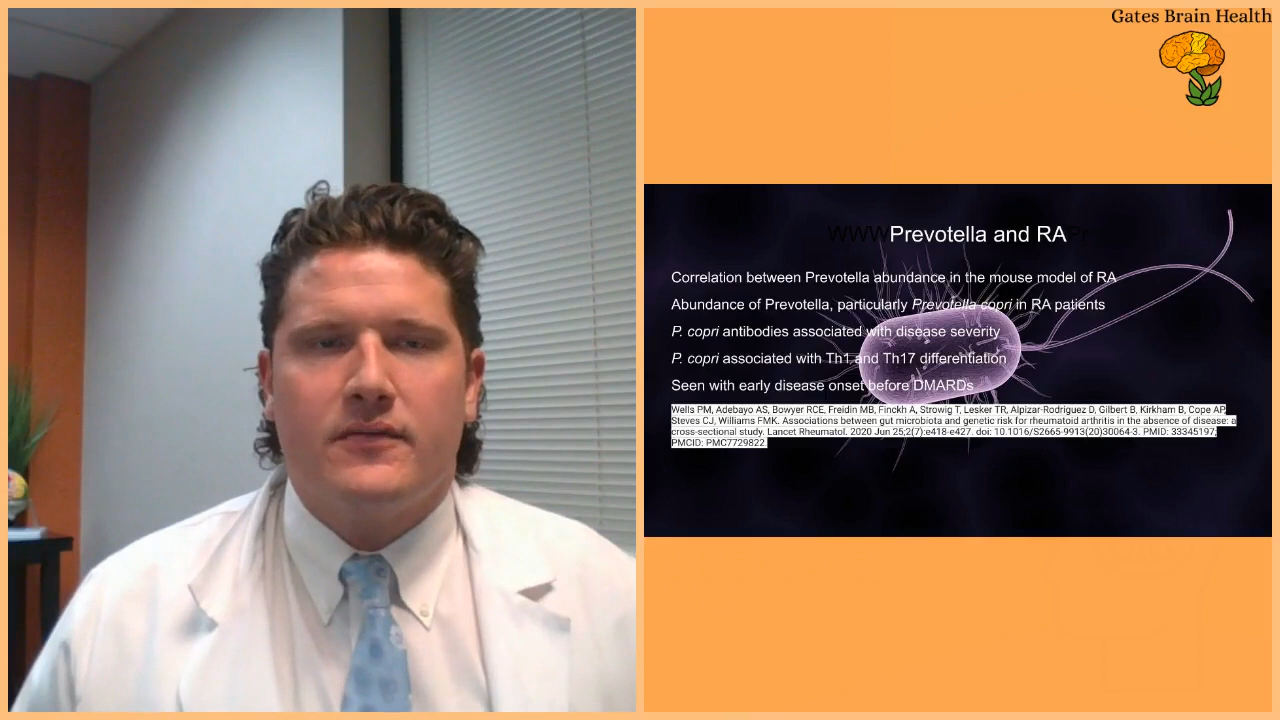 Gates Brain Health
Prevotella and RA
Correlation between Prevotella abundance in the mouse model of RA
Abundance of Prevotella, particularly Prevotella copri in RA patients
P. copri antibodies associated with disease severity
P. copri associated with Th1 and Th17 differentiation
Seen with early disease onset before DMARDs
Wells PM, Adebayo AS, Bowyer RCE, Freidin MB, Finckh A, Strowig T, Lesker TR, Alpizar-Rodriguez D, Gilbert B, Kirkham B, Cope AP,
Steves CJ, Williams FMK. Associations between gut microbiota and genetic risk for rheumatoid arthritis in the absence of disease: a
cross-sectional study. Lancet Rheumatol. 2020 Jun 25;2(7):e418-e427. doi: 10.1016/S2665-9913(20)30064-3. PMID: 33345197;
PMCID: PMC7729822.